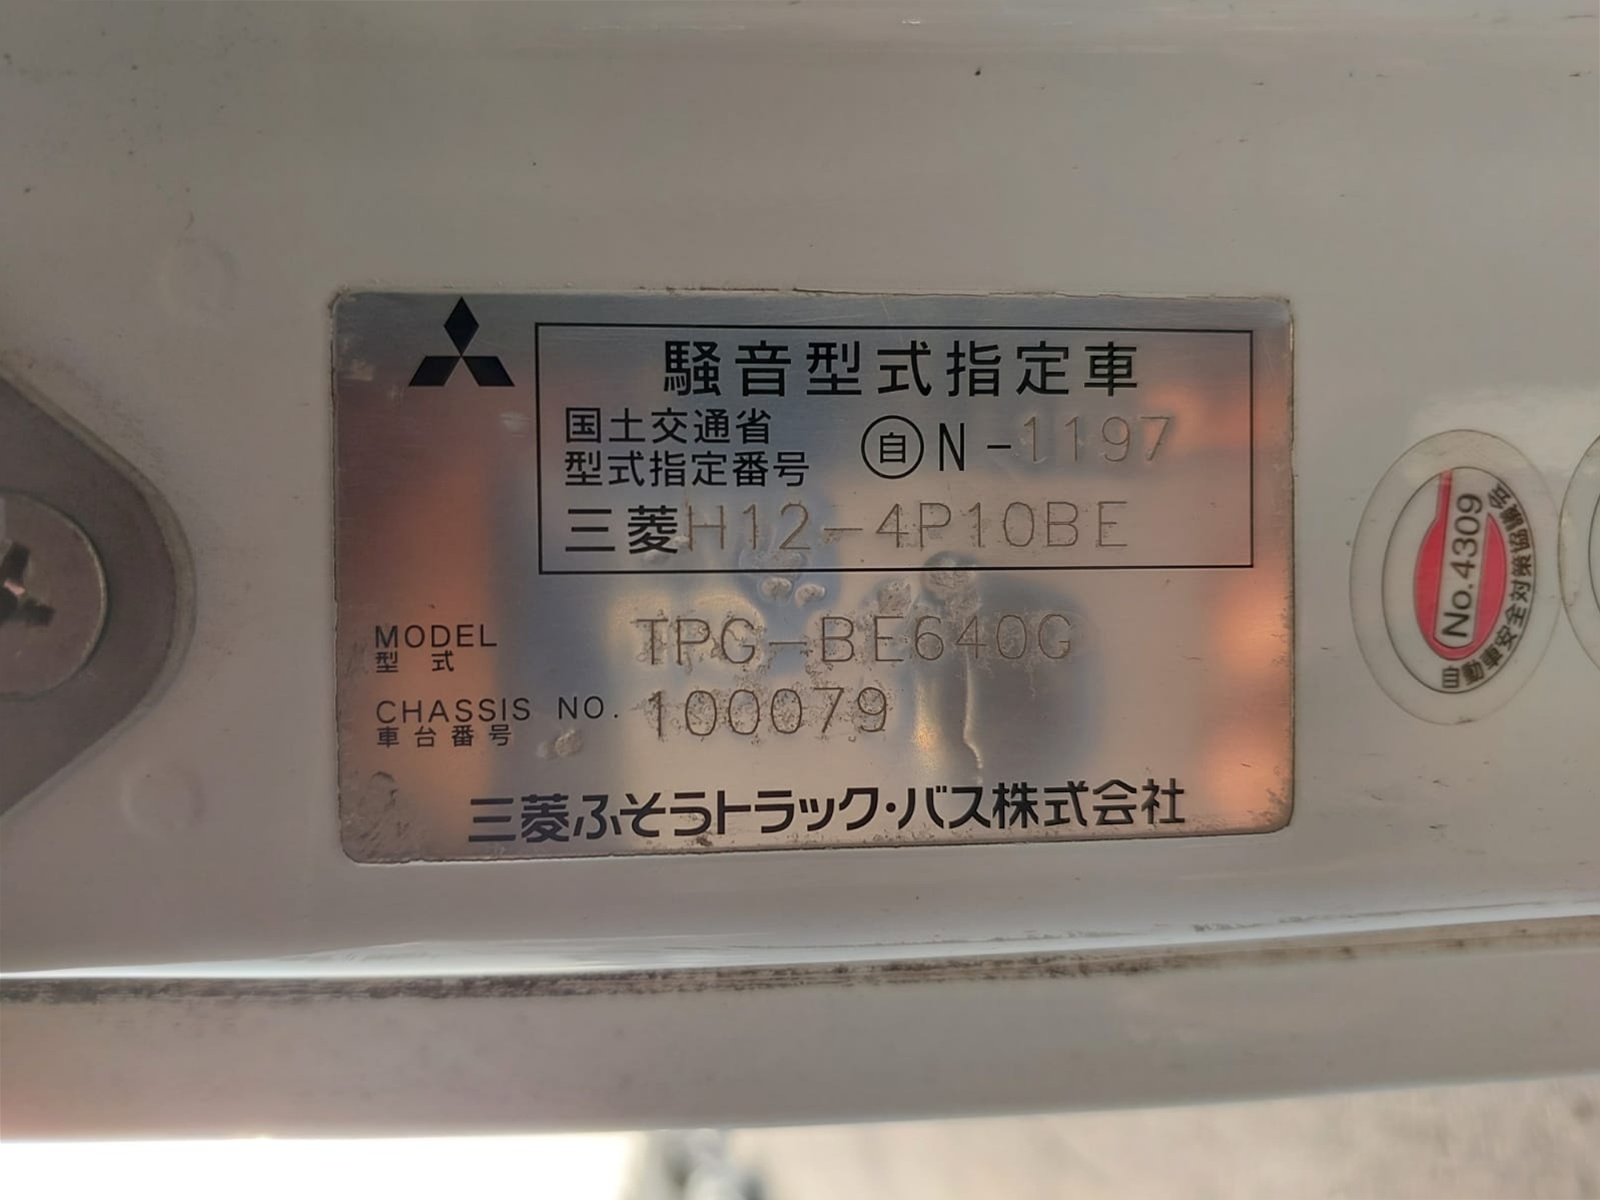 騒音型式指定車
国土交通省
型式指定番号 自 N-1197
三菱H12-4P10BE
MODEL
型式 TPG-BE640G
CHASSIS NO. 100079
車台番号
三菱ふそうトラック・バス株式会社
No.4309
自動車安全対策協議会